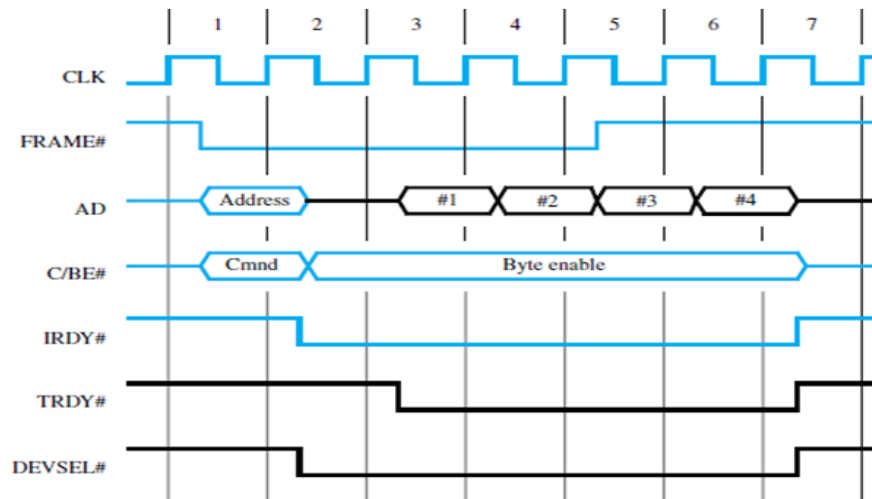 1 2 3 4 5 6 7
CLK
FRAME#
AD Address #1 #2 #3 #4
C/BE# Cmnd Byte enable
IRDY#
TRDY#
DEVSEL#